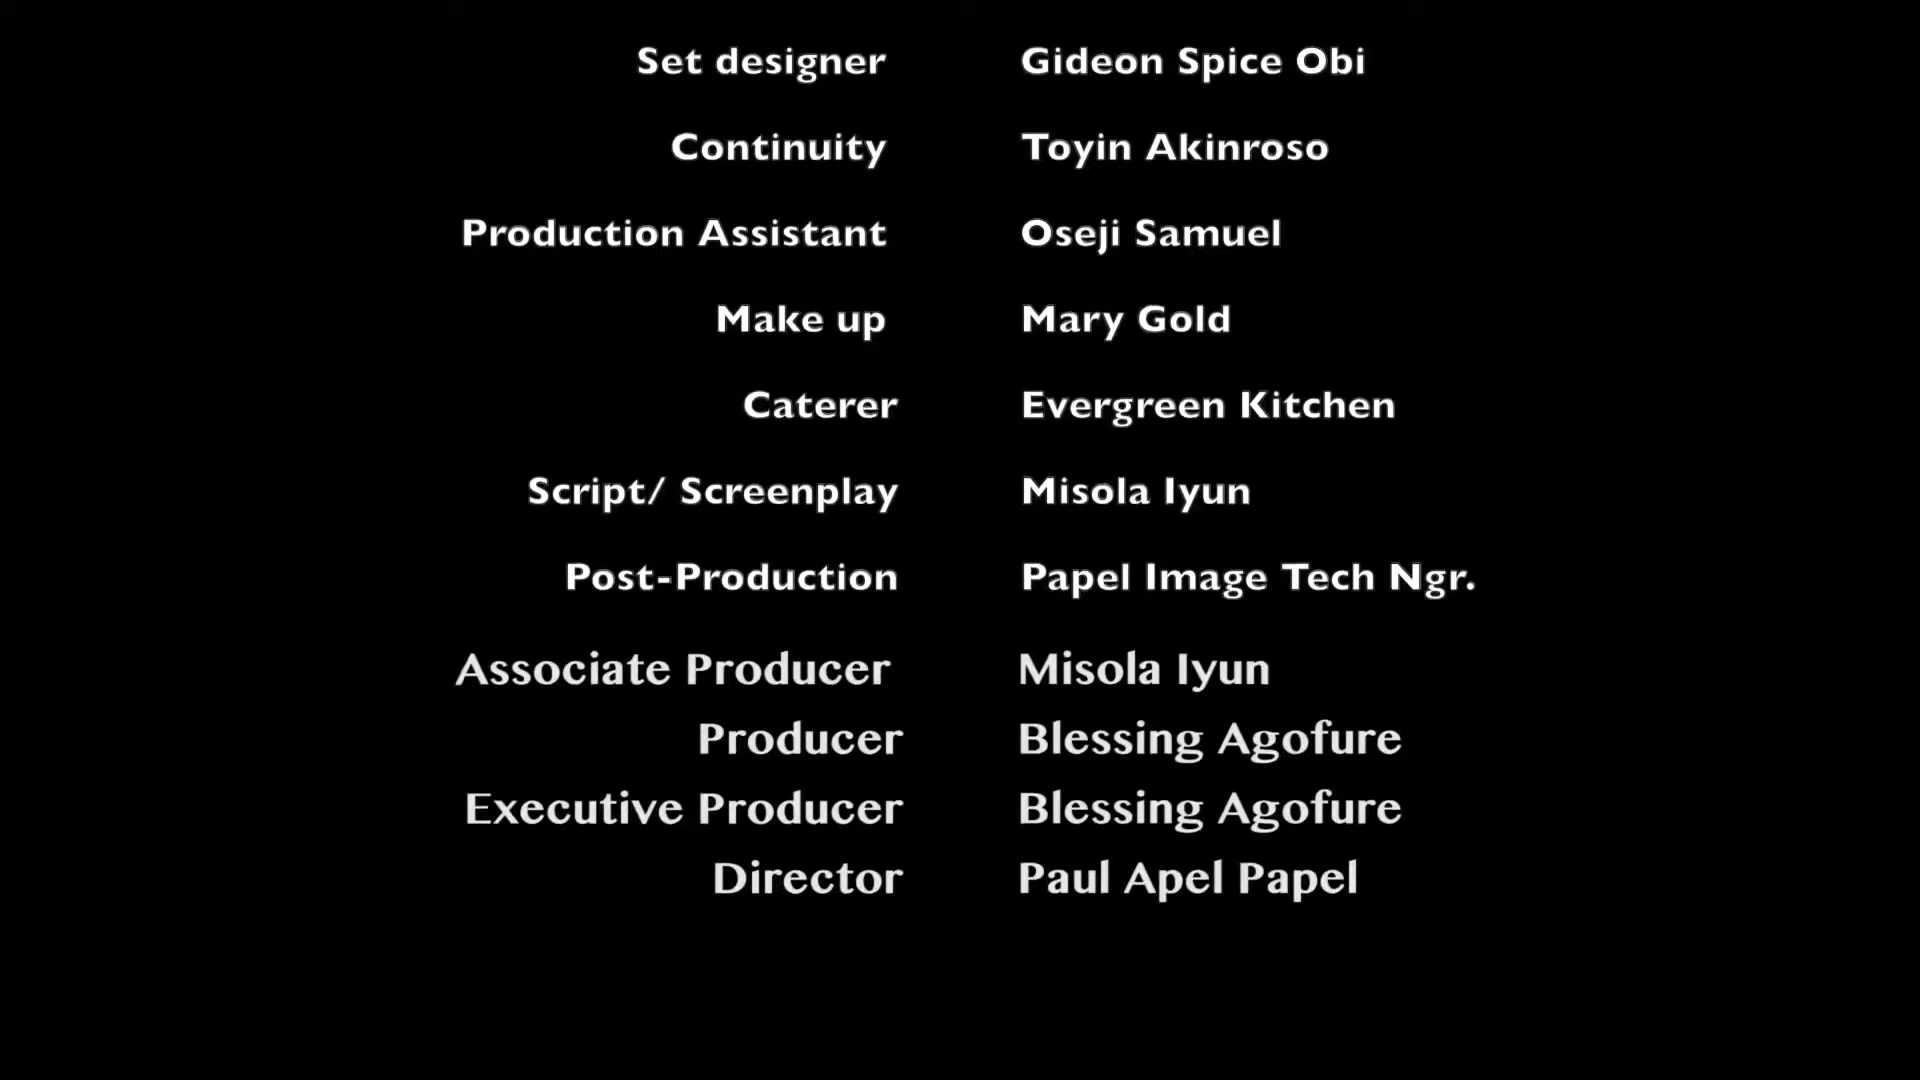 Set designer Gideon Spice Obi
Continuity Toyin Akinroso
Production Assistant Oseji Samuel
Make up Mary Gold
Caterer Evergreen Kitchen
Script/ Screenplay Misola Iyun
Post-Production Papel Image Tech Ngr.
Associate Producer Misola Iyun
Producer Blessing Agofure
Executive Producer Blessing Agofure
Director Paul Apel Papel